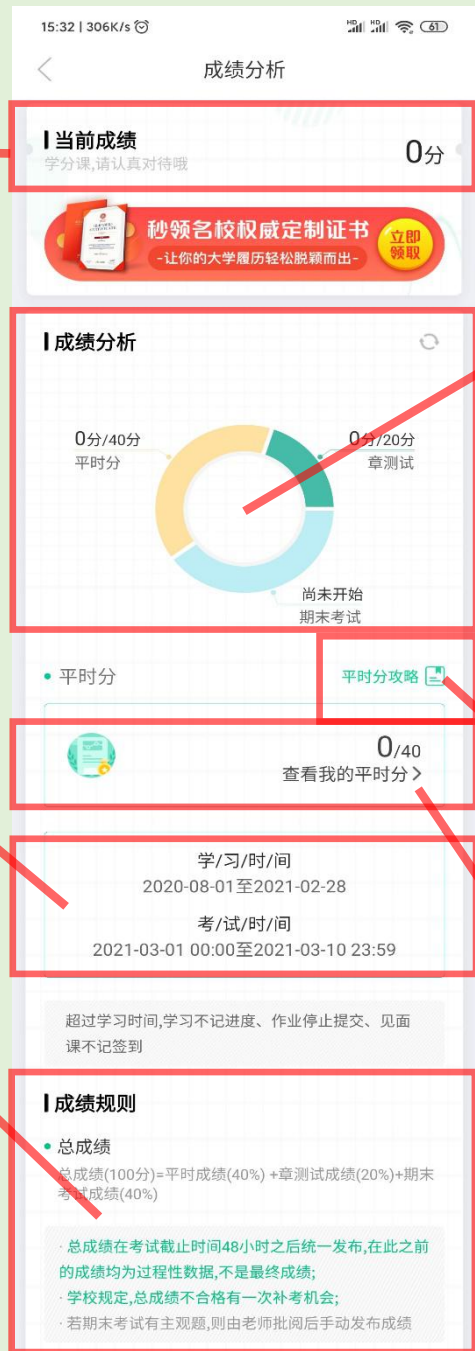 15:32 | 306K/s
HD HD 61
成绩分析
当前成绩
学分课,请认真对待哦
0分
秒领名校权威定制证书
-让你的大学履历轻松脱颖而出-
立即
领取
成绩分析
0分/40分
平时分
0分/20分
章测试
尚未开始
期末考试
平时分
平时分攻略
0/40
查看我的平时分
学/习/时/间
2020-08-01至2021-02-28
考/试/时/间
2021-03-01 00:00至2021-03-10 23:59
超过学习时间,学习不记进度、作业停止提交、见面
课不记签到
成绩规则
总成绩
总成绩(100分)=平时成绩(40%) +章测试成绩(20%)+期末
考试成绩(40%)
·总成绩在考试截止时间48小时之后统一发布,在此之前
的成绩均为过程性数据,不是最终成绩;
·学校规定,总成绩不合格有一次补考机会;
·若期末考试有主观题,则由老师批阅后手动发布成绩